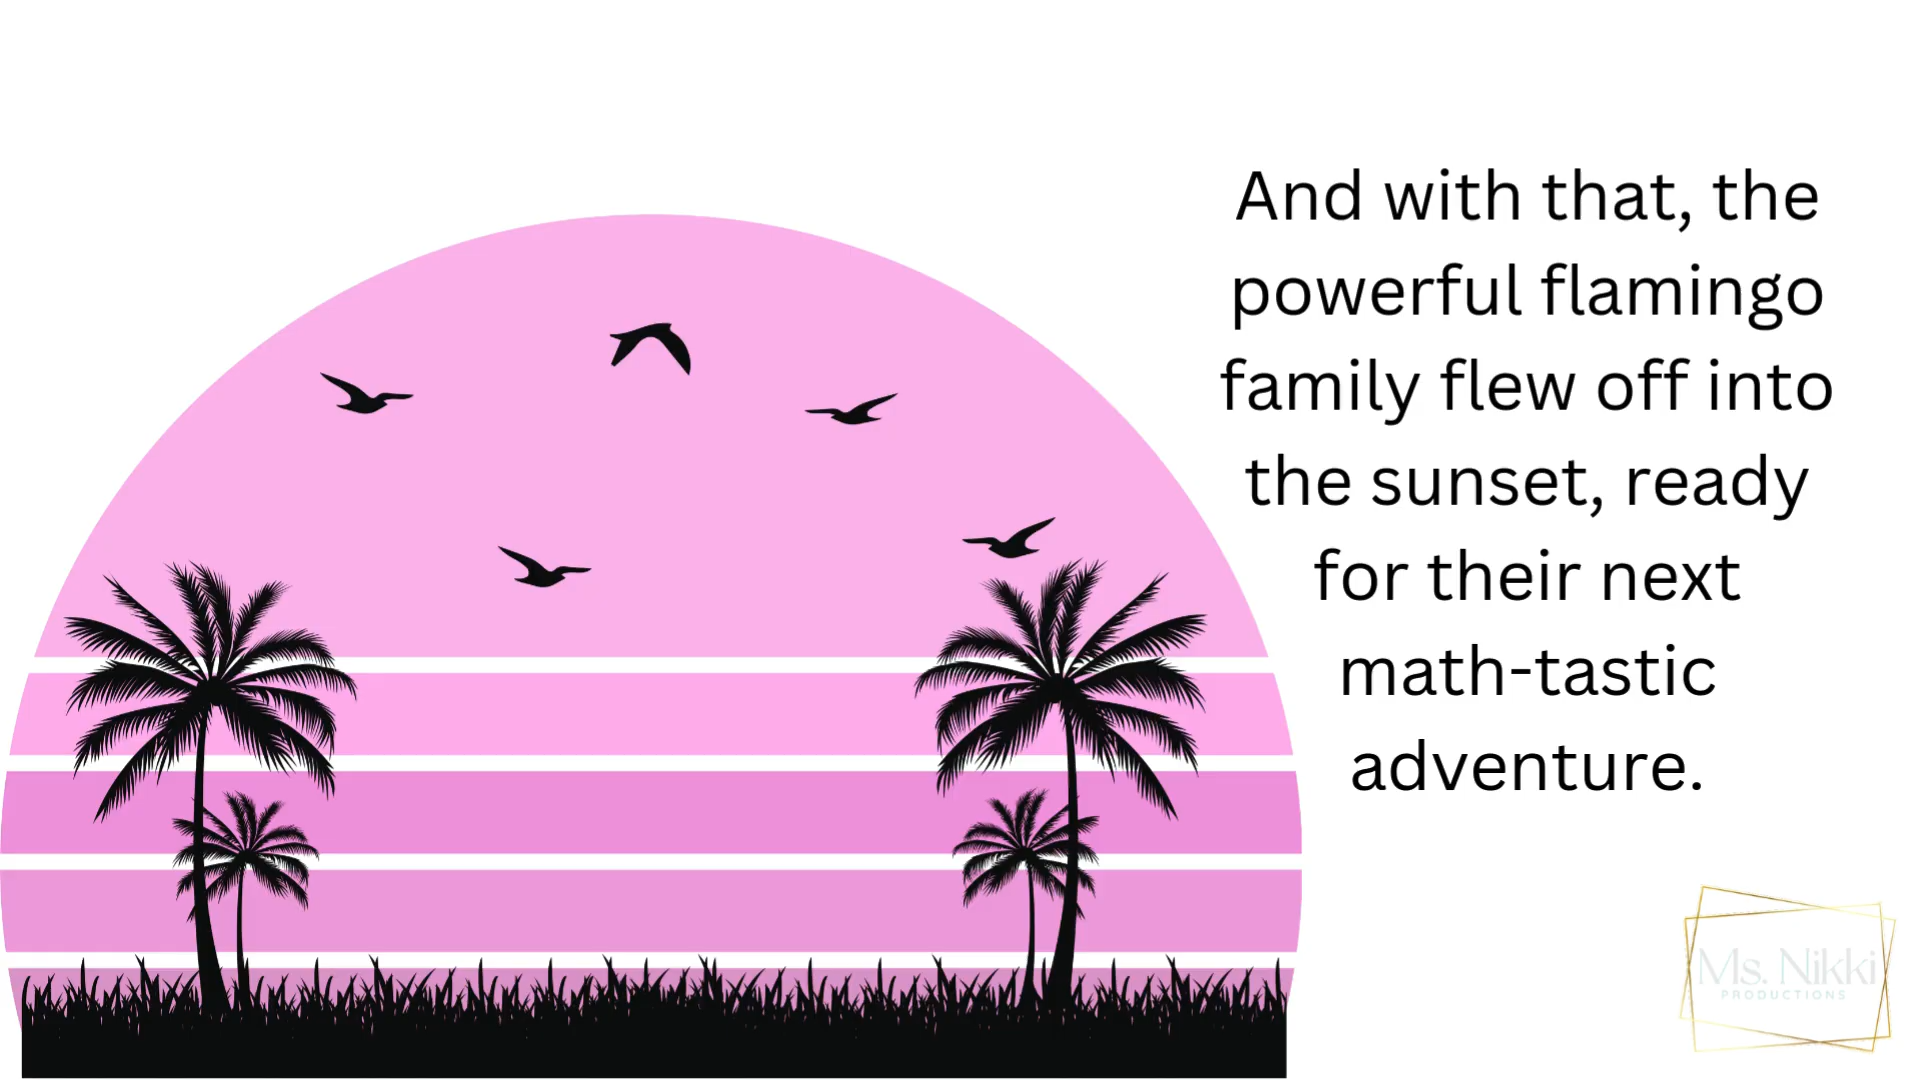 And with that, the
powerful flamingo
family flew off into
the sunset, ready
for their next
math-tastic
adventure.
Ms. Nikki
PRODUCTIONS